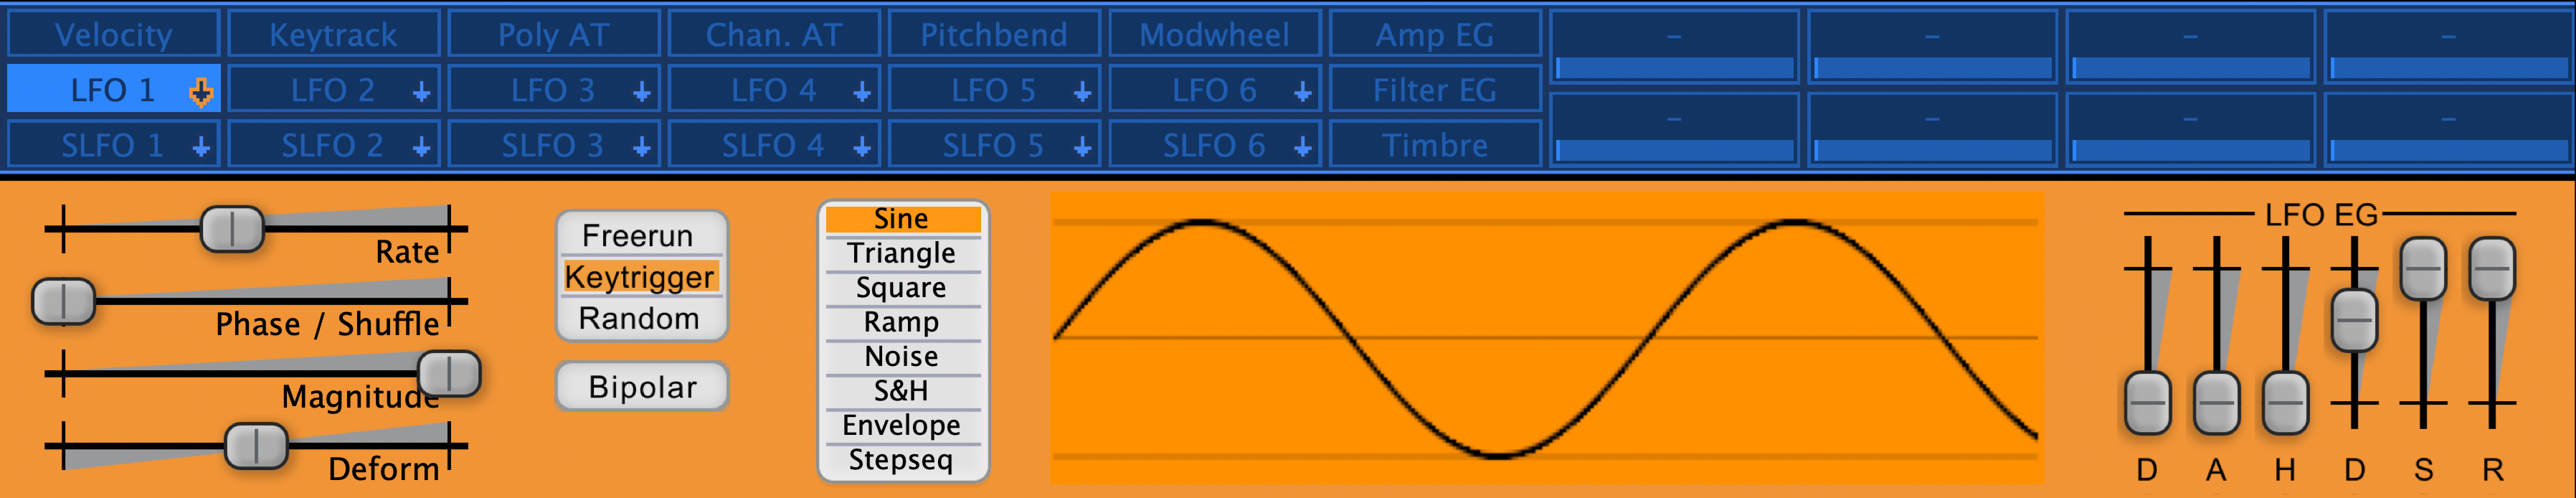 Velocity Keytrack Poly AT Chan. AT Pitchbend Modwheel Amp EG – – – –
LFO 1 LFO 2 LFO 3 LFO 4 LFO 5 LFO 6 Filter EG
SLFO 1 SLFO 2 SLFO 3 SLFO 4 SLFO 5 SLFO 6 Timbre – – – –
Rate
Phase / Shuffle
Magnitude
Deform
Freerun
Keytrigger
Random
Bipolar
Sine
Triangle
Square
Ramp
Noise
S&H
Envelope
Stepseq
LFO EG
D A H D S R